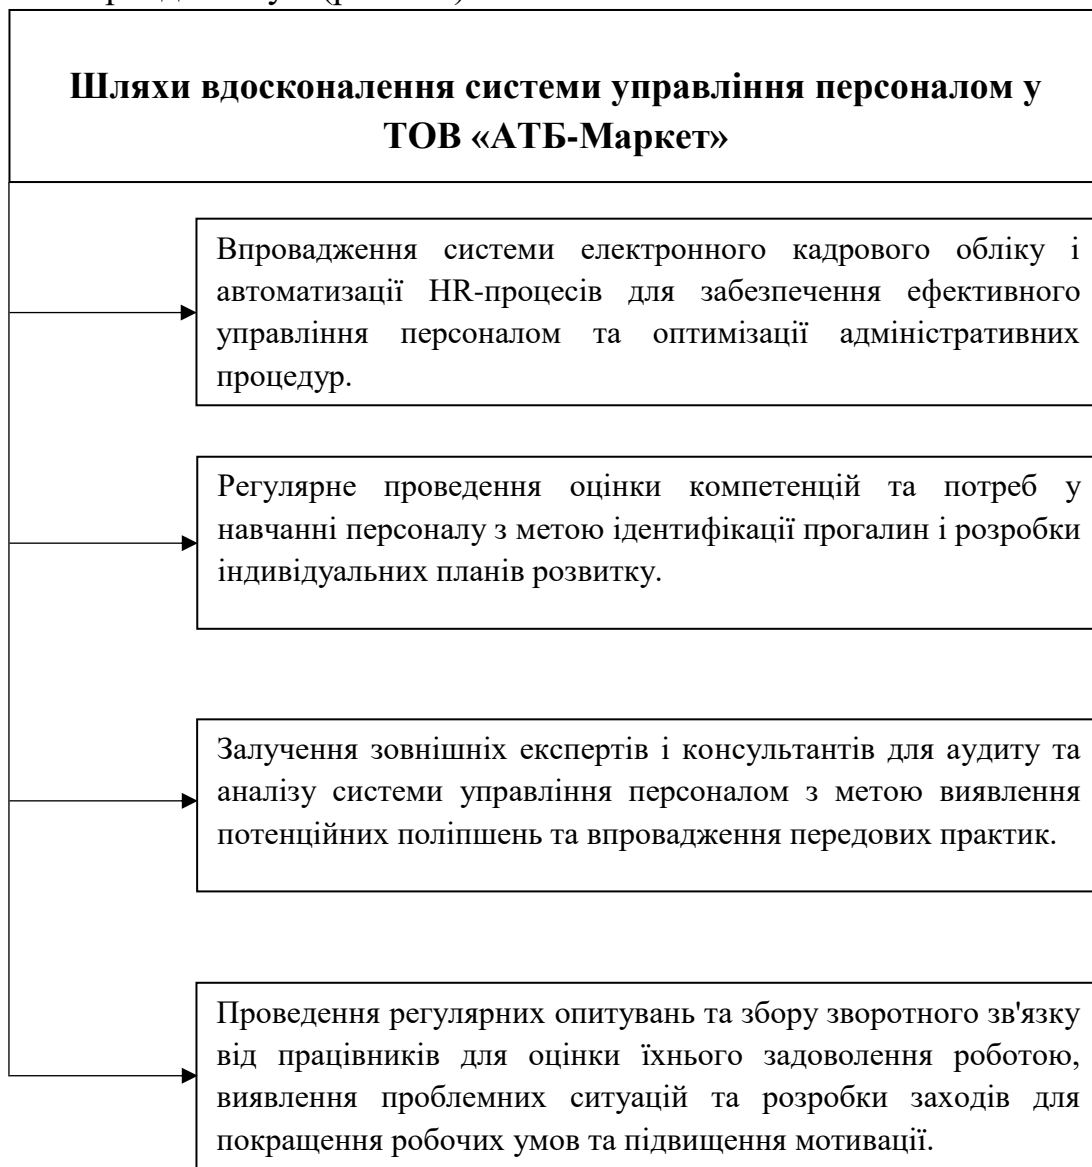 Шляхи вдосконалення системи управління персоналом у
ТОВ «АТБ-Маркет»
Впровадження системи електронного кадрового обліку і
автоматизації HR-процесів для забезпечення ефективного
управління персоналом та оптимізації адміністративних
процедур.
Регулярне проведення оцінки компетенцій та потреб у
навчанні персоналу з метою ідентифікації прогалин і розробки
індивідуальних планів розвитку.
Залучення зовнішніх експертів і консультантів для аудиту та
аналізу системи управління персоналом з метою виявлення
потенційних поліпшень та впровадження передових практик.
Проведення регулярних опитувань та збору зворотного зв'язку
від працівників для оцінки їхнього задоволення роботою,
виявлення проблемних ситуацій та розробки заходів для
покращення робочих умов та підвищення мотивації.